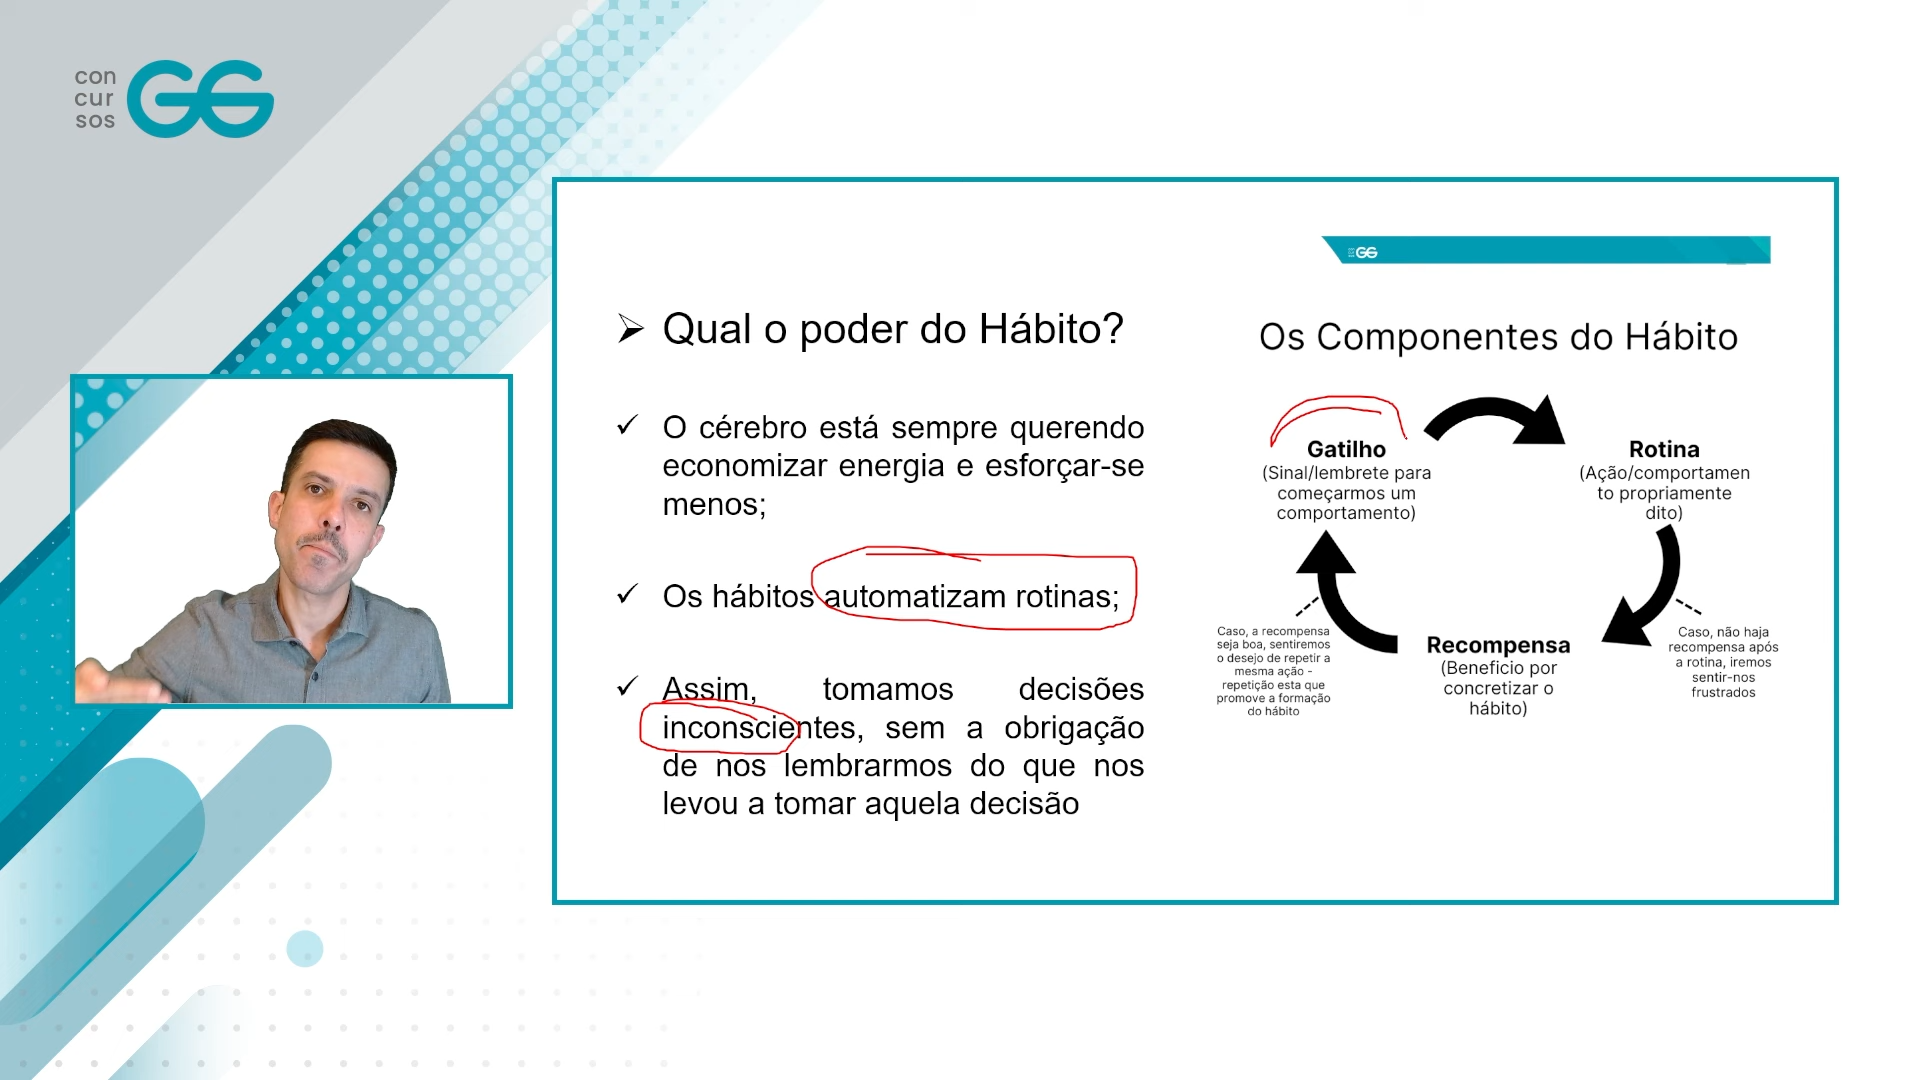 con
cur
sos
GG
GG
Qual o poder do Hábito?
O cérebro está sempre querendo
economizar energia e esforçar-se
menos;
Os hábitos automatizam rotinas;
Assim, tomamos decisões
inconscientes, sem a obrigação
de nos lembrarmos do que nos
levou a tomar aquela decisão
Os Componentes do Hábito
Gatilho
(Sinal/lembrete para
começarmos um
comportamento)
Rotina
(Ação/comportamen
to propriamente
dito)
Caso, a recompensa
seja boa, sentiremos
o desejo de repetir a
mesma ação -
repetição esta que
promove a formação
do hábito
Recompensa
(Beneficio por
concretizar o
hábito)
Caso, não haja
recompensa após
a rotina, iremos
sentir-nos
frustrados